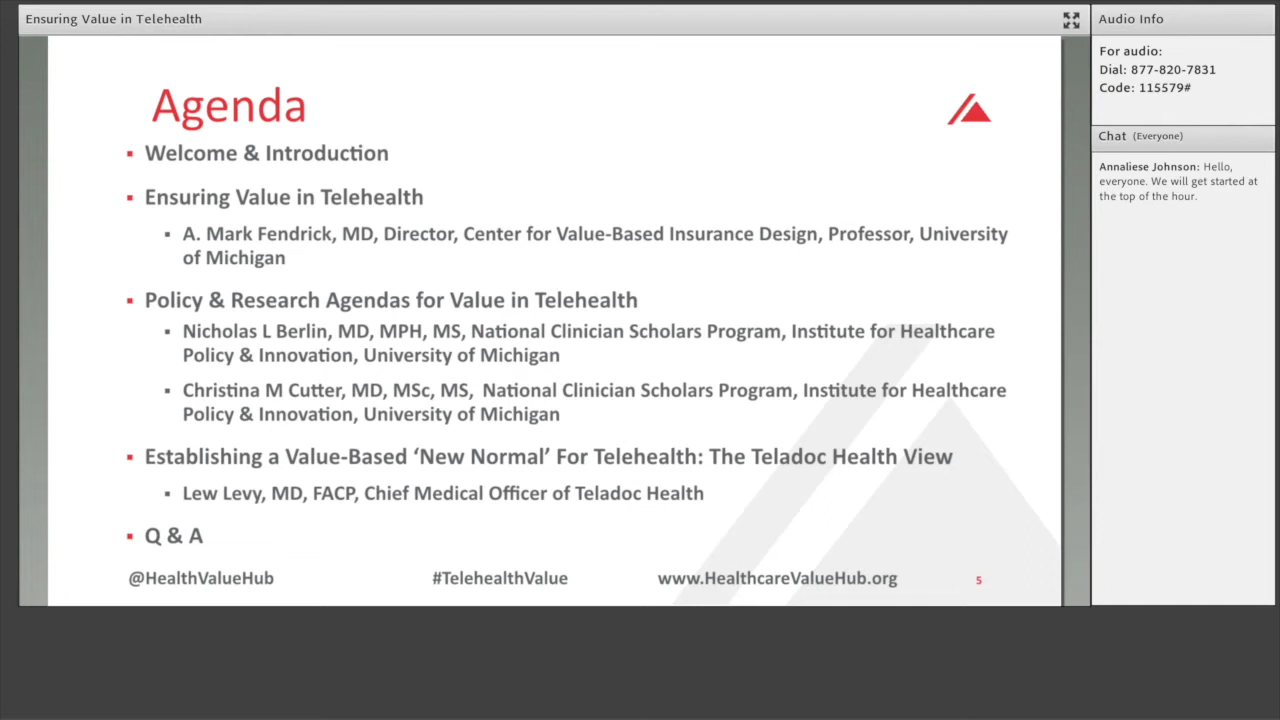 Ensuring Value in Telehealth
Agenda
▪ Welcome & Introduction
▪ Ensuring Value in Telehealth
▪ A. Mark Fendrick, MD, Director, Center for Value-Based Insurance Design, Professor, University
of Michigan
▪ Policy & Research Agendas for Value in Telehealth
▪ Nicholas L Berlin, MD, MPH, MS, National Clinician Scholars Program, Institute for Healthcare
Policy & Innovation, University of Michigan
▪ Christina M Cutter, MD, MSc, MS, National Clinician Scholars Program, Institute for Healthcare
Policy & Innovation, University of Michigan
▪ Establishing a Value-Based ‘New Normal’ For Telehealth: The Teladoc Health View
▪ Lew Levy, MD, FACP, Chief Medical Officer of Teladoc Health
▪ Q & A
@HealthValueHub #TelehealthValue www.HealthcareValueHub.org 5
Audio Info
For audio:
Dial: 877-820-7831
Code: 115579#
Chat (Everyone)
Annaliese Johnson: Hello,
everyone. We will get started at
the top of the hour.